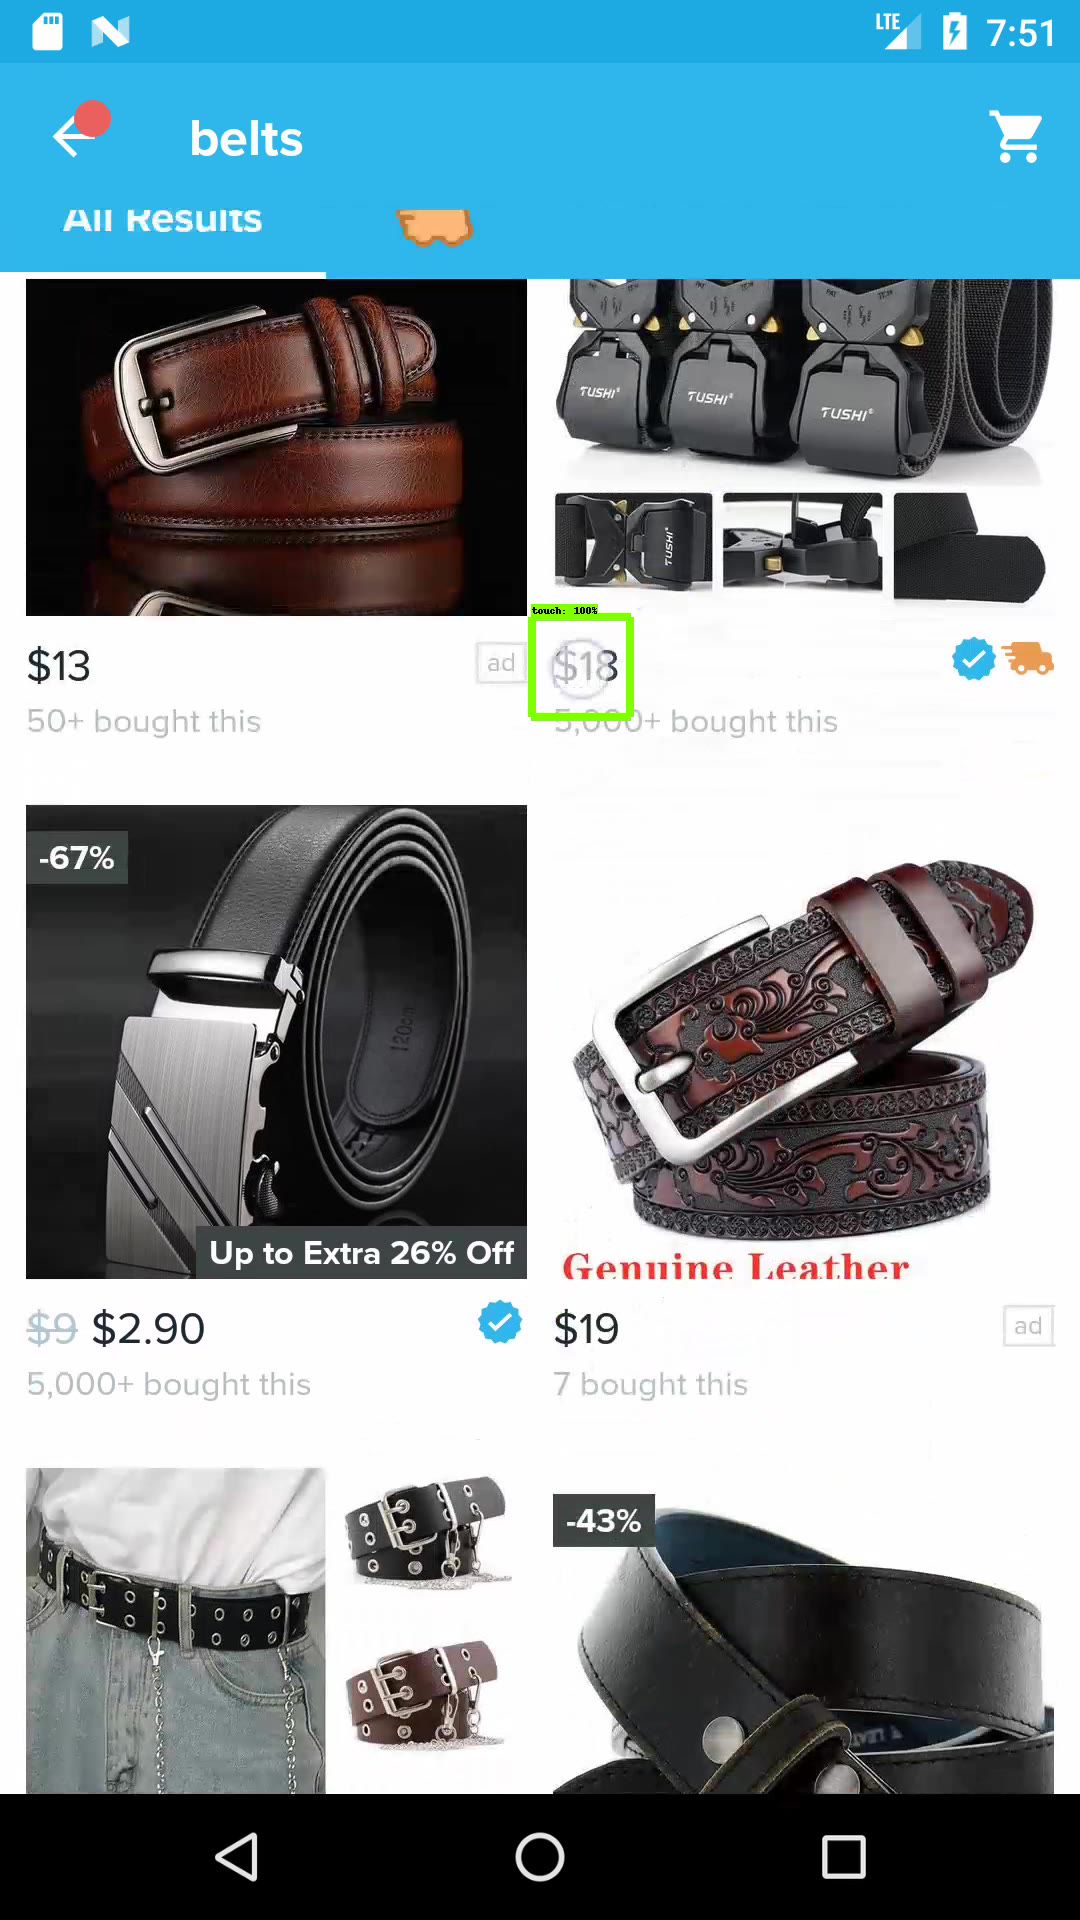 LTE 7:51
belts
All Results
TUSHI® TUSHI® TUSHI®
TUSHI®
touch: 100%
$13 ad $18
50+ bought this 5,000+ bought this
-67%
120cm
Up to Extra 26% Off
Genuine Leather
$9 $2.90 $19 ad
5,000+ bought this 7 bought this
-43%